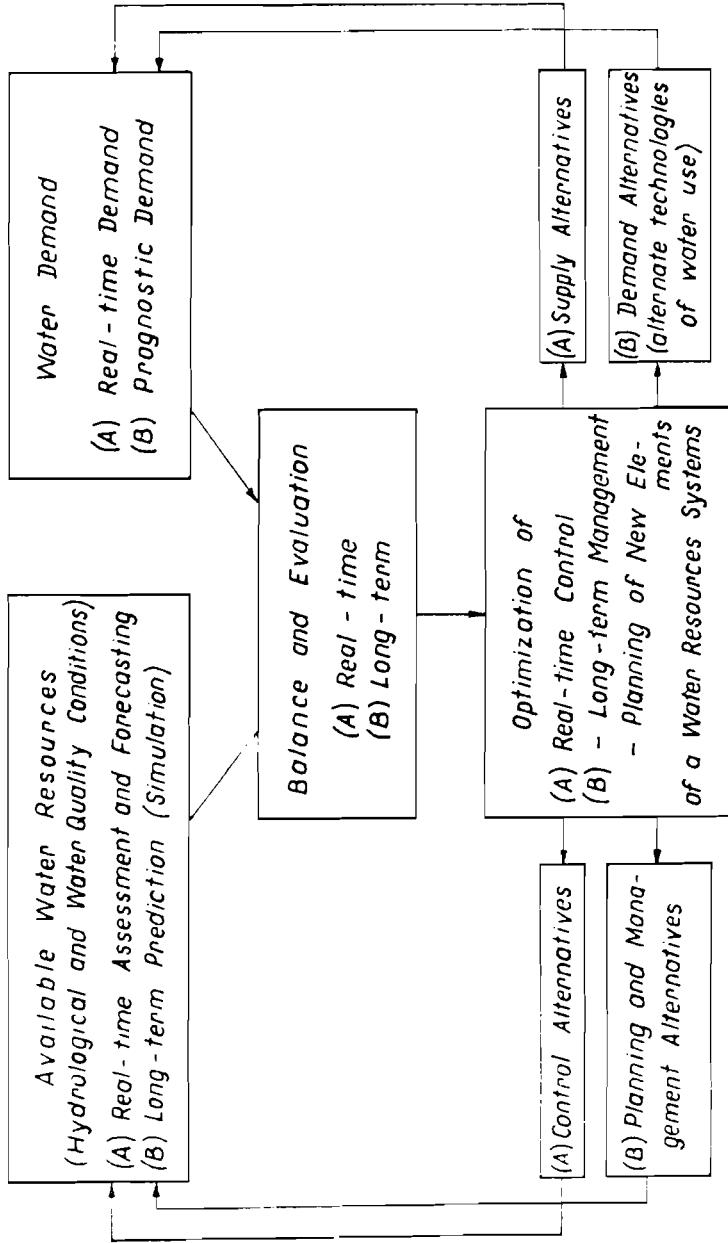 Available Water Resources
(Hydrological and Water Quality Conditions)
(A) Real-time Assessment and Forecasting
(B) Long-term Prediction (Simulation)
Water Demand
(A) Real-time Demand
(B) Prognostic Demand
Balance and Evaluation
(A) Real-time
(B) Long-term
Optimization of
(A) Real-time Control
(B) - Long-term Management
- Planning of New Ele-
ments
of a Water Resources Systems
(A) Control Alternatives
(B) Planning and Mana-
gement Alternatives
(A) Supply Alternatives
(B) Demand Alternatives
(alternate technologies
of water use)